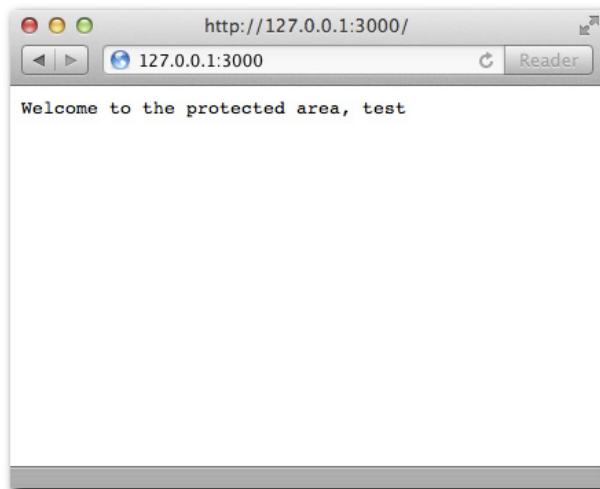 http://127.0.0.1:3000/
127.0.0.1:3000
Reader
Welcome to the protected area, test